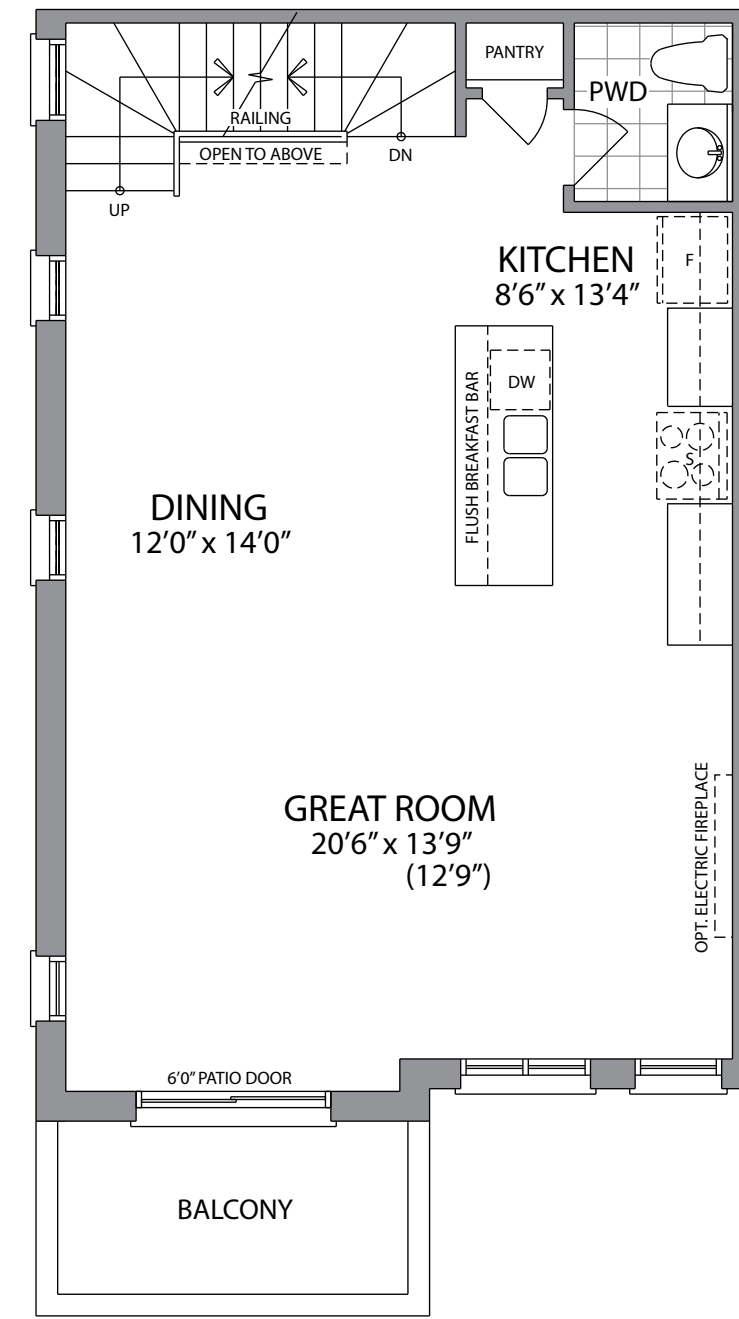 PANTRY
PWD
RAILING
OPEN TO ABOVE
DN
UP
KITCHEN
8’6” x 13’4”
F
DW
FLUSH BREAKFAST BAR
S
DINING
12’0” x 14’0”
GREAT ROOM
20’6” x 13’9”
(12’9”)
OPT. ELECTRIC FIREPLACE
6’0” PATIO DOOR
BALCONY